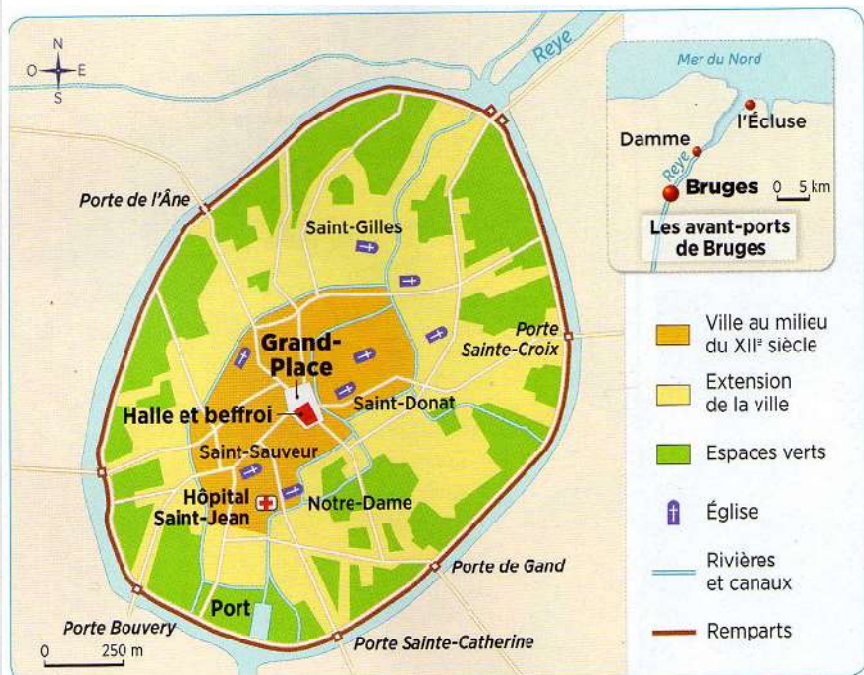 N
O
E
S
Reye
Porte de l'Âne
Saint-Gilles
Grand-
Place
Porte
Sainte-Croix
Halle et beffroi
Saint-Donat
Saint-Sauveur
Hôpital
Saint-Jean
Notre-Dame
Porte de Gand
Port
Porte Bouvery
Porte Sainte-Catherine
0 250 m
Mer du Nord
l'Écluse
Damme
Reye
Bruges
0 5 km
Les avant-ports
de Bruges
Ville au milieu
du XIIe siècle
Extension
de la ville
Espaces verts
Église
Rivières
et canaux
Remparts